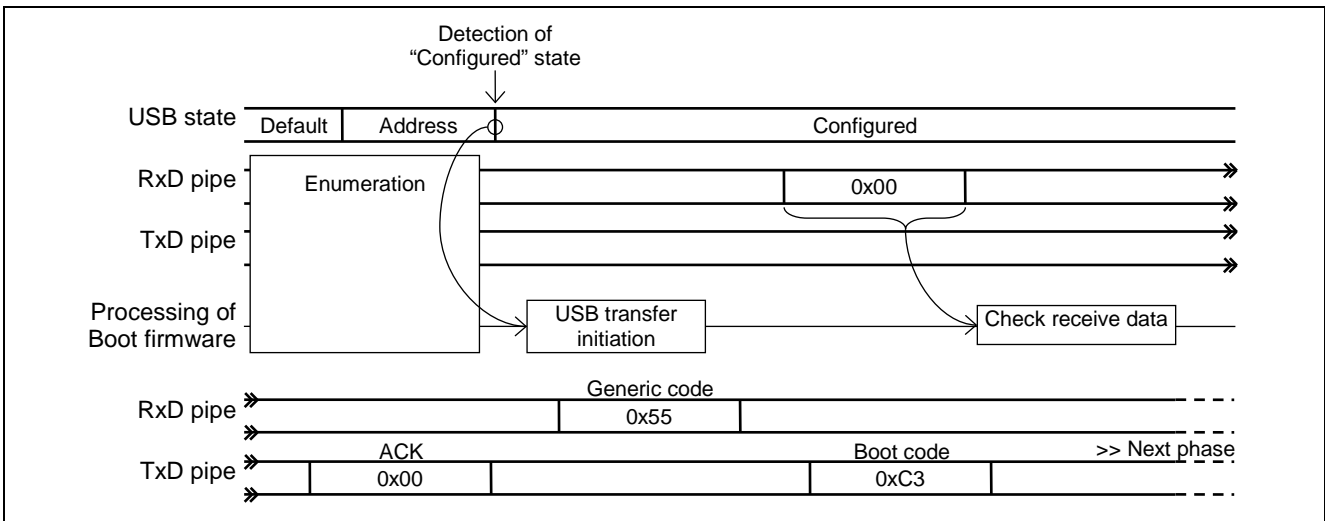 Detection of
“Configured” state
USB state
Default
Address
Configured
RxD pipe
Enumeration
0x00
TxD pipe
Processing of
Boot firmware
USB transfer
initiation
Check receive data
Generic code
RxD pipe
0x55
ACK
Boot code
>> Next phase
TxD pipe
0x00
0xC3